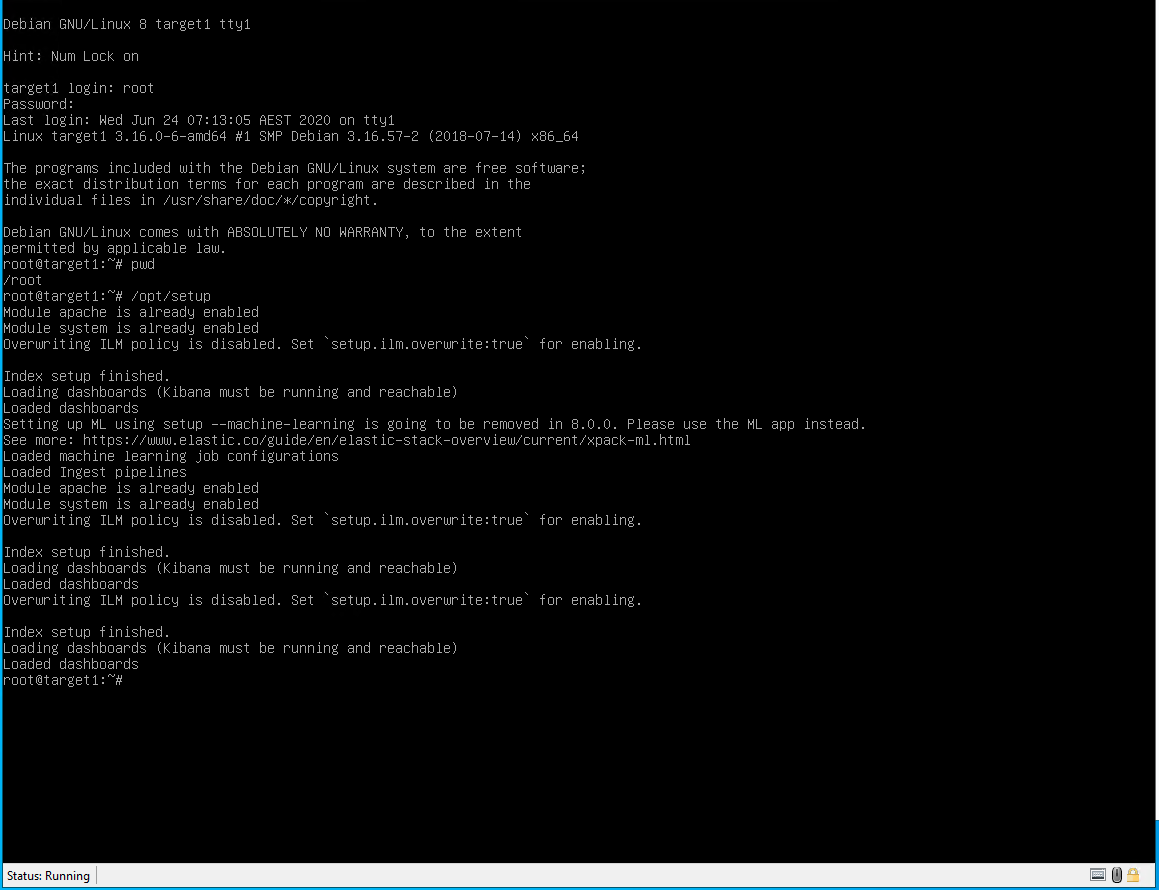 Debian GNU/Linux 8 target1 tty1
Hint: Num Lock on
target1 login: root
Password:
Last login: Wed Jun 24 07:13:05 AEST 2020 on tty1
Linux target1 3.16.0-6-amd64 #1 SMP Debian 3.16.57-2 (2018-07-14) x86_64
The programs included with the Debian GNU/Linux system are free software;
the exact distribution terms for each program are described in the
individual files in /usr/share/doc/*/copyright.
Debian GNU/Linux comes with ABSOLUTELY NO WARRANTY, to the extent
permitted by applicable law.
root@target1:~# pwd
/root
root@target1:~# /opt/setup
Module apache is already enabled
Module system is already enabled
Overwriting ILM policy is disabled. Set `setup.ilm.overwrite:true` for enabling.
Index setup finished.
Loading dashboards (Kibana must be running and reachable)
Loaded dashboards
Setting up ML using setup --machine-learning is going to be removed in 8.0.0. Please use the ML app instead.
See more: https://www.elastic.co/guide/en/elastic-stack-overview/current/xpack-ml.html
Loaded machine learning job configurations
Loaded Ingest pipelines
Module apache is already enabled
Module system is already enabled
Overwriting ILM policy is disabled. Set `setup.ilm.overwrite:true` for enabling.
Index setup finished.
Loading dashboards (Kibana must be running and reachable)
Loaded dashboards
Overwriting ILM policy is disabled. Set `setup.ilm.overwrite:true` for enabling.
Index setup finished.
Loading dashboards (Kibana must be running and reachable)
Loaded dashboards
root@target1:~#
Status: Running